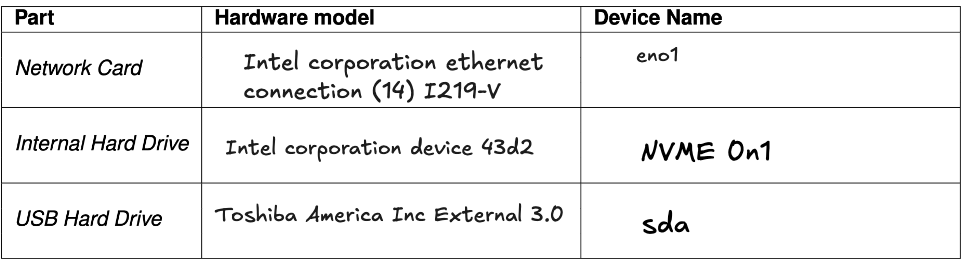 Part Hardware model Device Name
Network Card Intel corporation ethernet eno1
connection (14) I219-V
Internal Hard Drive Intel corporation device 43d2 NVME 0n1
USB Hard Drive Toshiba America Inc External 3.0 sda